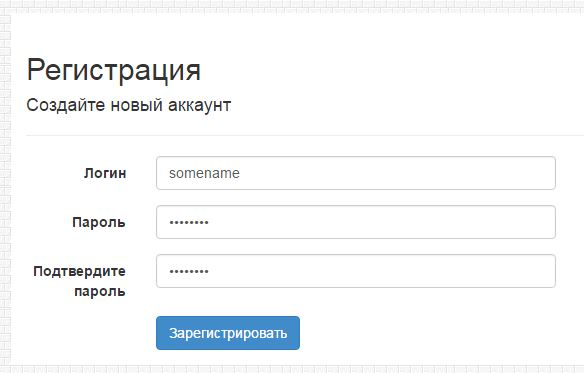 Регистрация
Создайте новый аккаунт
Логин
somename
Пароль
••••••••
Подтвердите
пароль
••••••••
Зарегистрировать